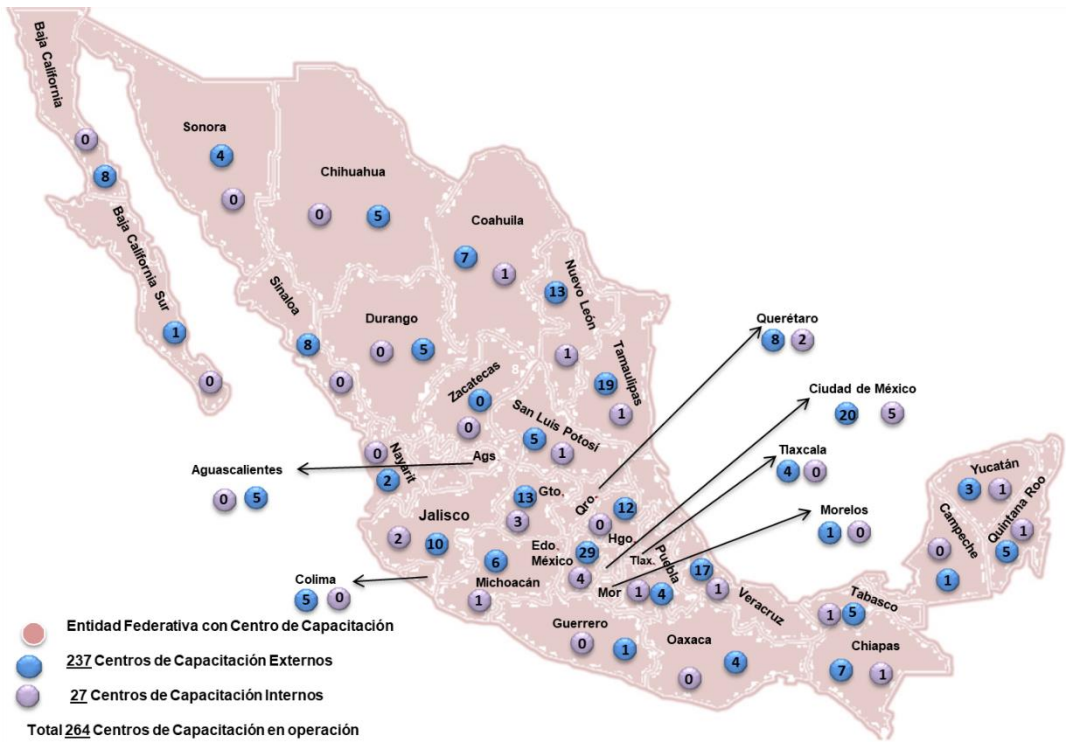 Baja California
0
8
Sonora
4
0
Chihuahua
0
5
Coahuila
7
1
Nuevo León
13
1
Baja California Sur
1
0
Sinaloa
8
0
Durango
0
5
Tamaulipas
19
1
Zacatecas
0
0
San Luis Potosí
5
1
Querétaro
8
2
Ciudad de México
20
5
Nayarit
0
2
Ags
Aguascalientes
0
5
Gto.
13
3
Qro.
12
0
Hgo.
Tlaxcala
4
0
Yucatán
3
1
Quintana Roo
1
5
Campeche
0
1
Morelos
1
0
Jalisco
2
10
Edo.
México
29
4
6
Michoacán
1
Tlax.
Puebla
Mor
1
4
17
1
Veracruz
Colima
5
0
Tabasco
1
5
Guerrero
0
1
Oaxaca
4
0
Chiapas
7
1
Entidad Federativa con Centro de Capacitación
237 Centros de Capacitación Externos
27 Centros de Capacitación Internos
Total 264 Centros de Capacitación en operación